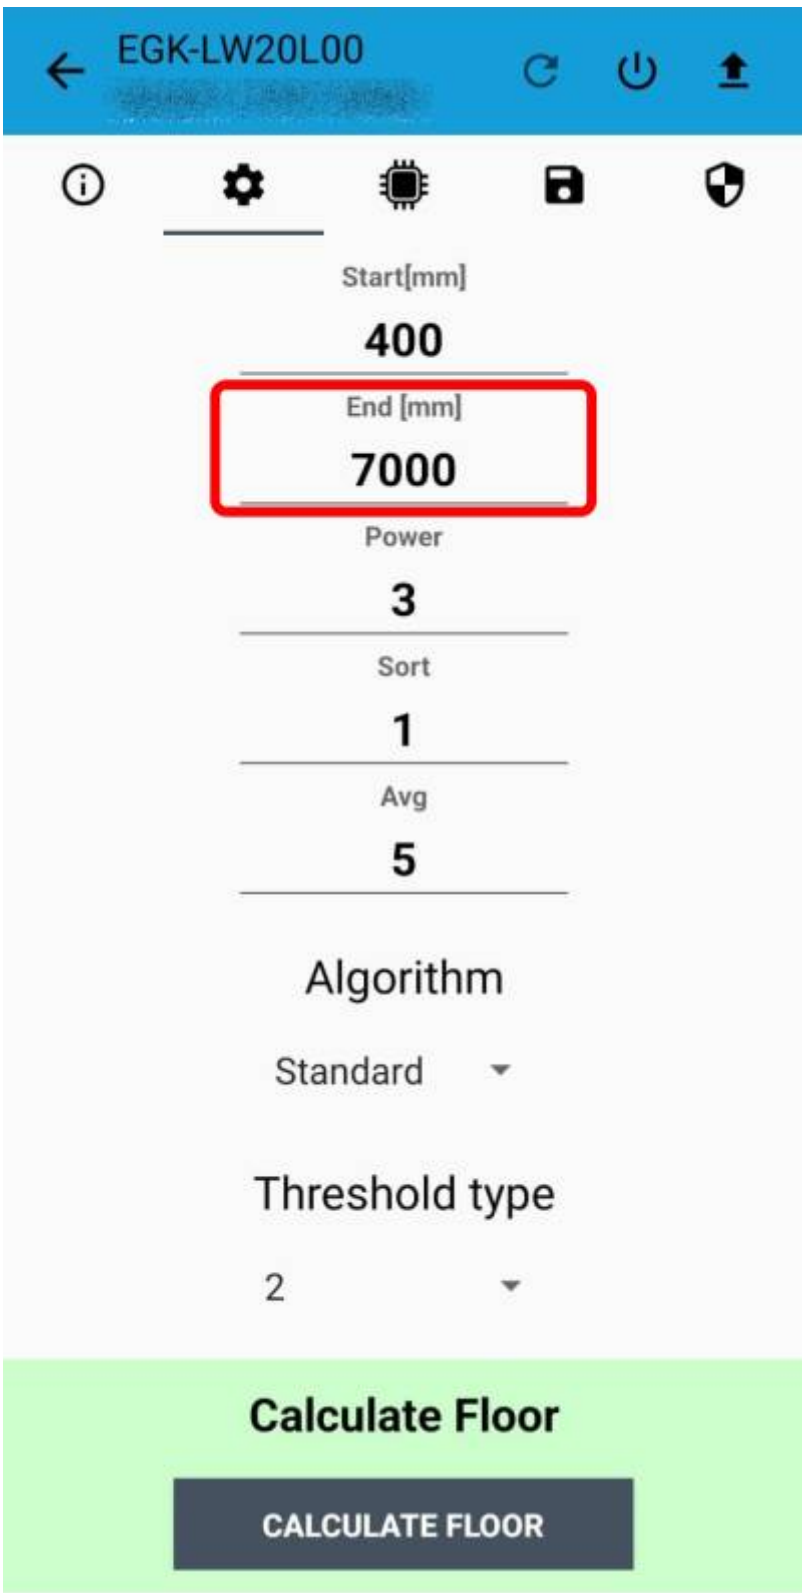 EGK-LW20L00
Start[mm]
400
End [mm]
7000
Power
3
Sort
1
Avg
5
Algorithm
Standard
Threshold type
2
Calculate Floor
CALCULATE FLOOR